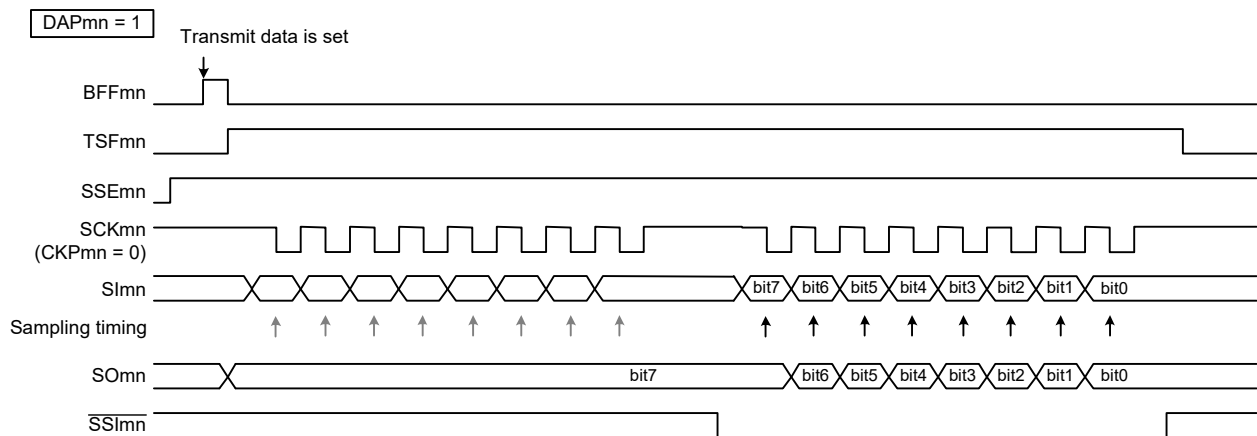 DAPmn = 1
Transmit data is set
BFFmn
TSFmn
SSEmn
SCKmn
(CKPmn = 0)
SImn bit7 bit6 bit5 bit4 bit3 bit2 bit1 bit0
Sampling timing
SOmn bit7 bit6 bit5 bit4 bit3 bit2 bit1 bit0
SSImn